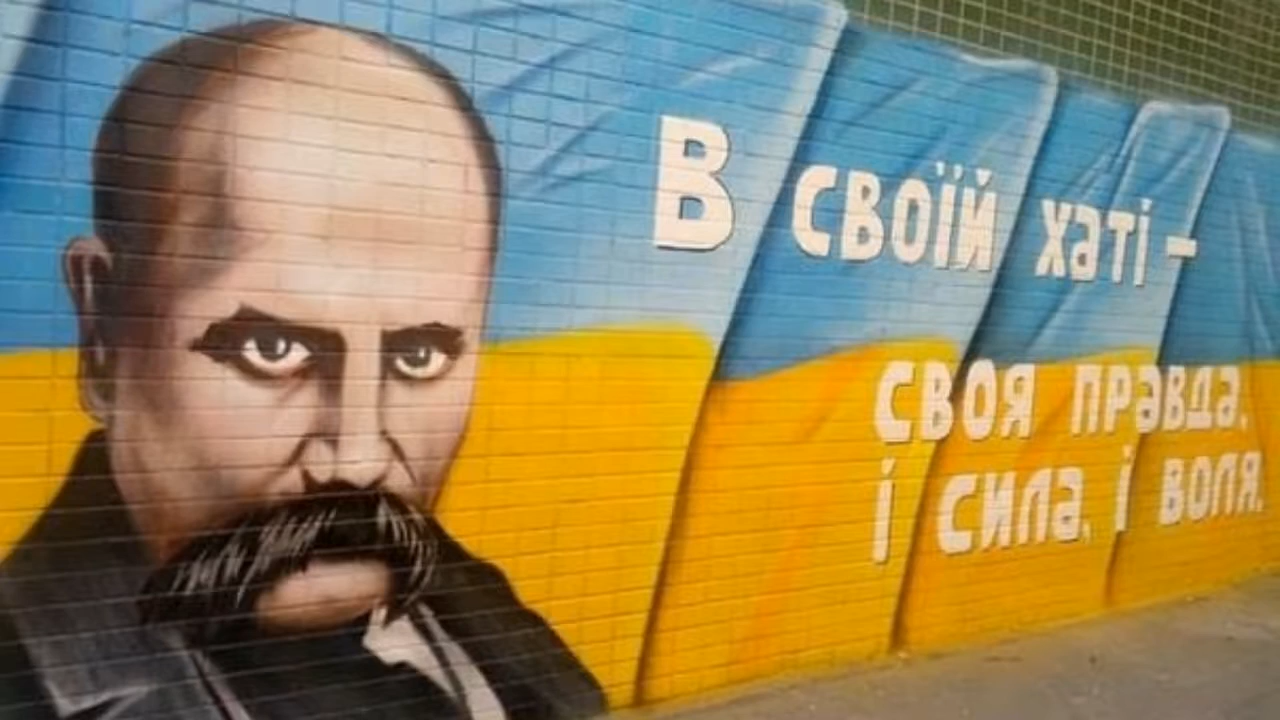 В своїй хаті –
своя правда,
і сила, і воля.